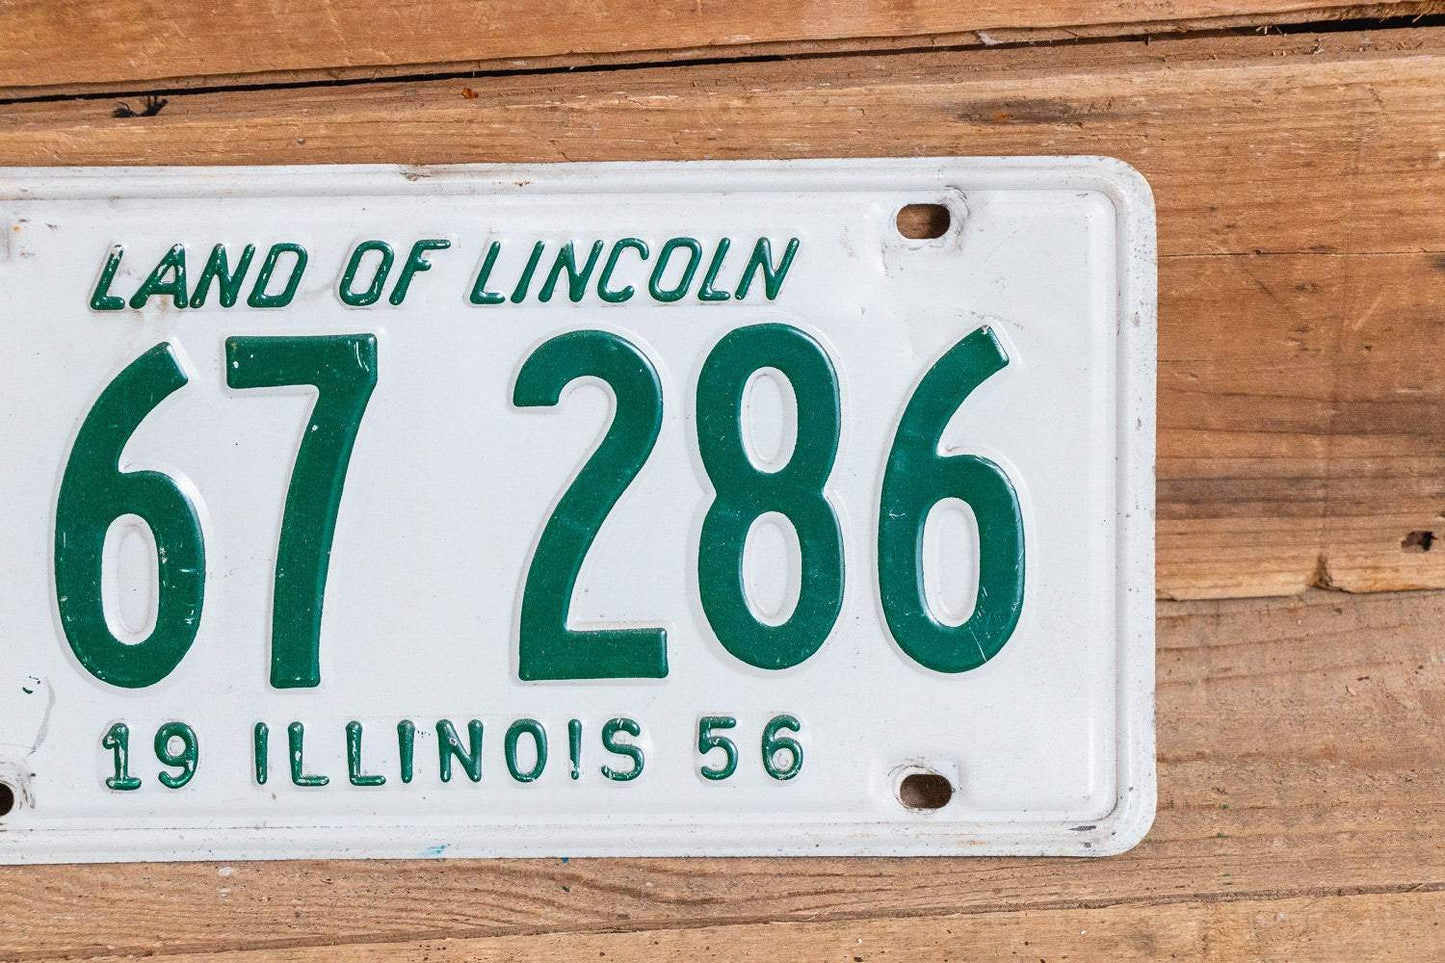 LAND OF LINCOLN
67 286
19 ILLINOIS 56